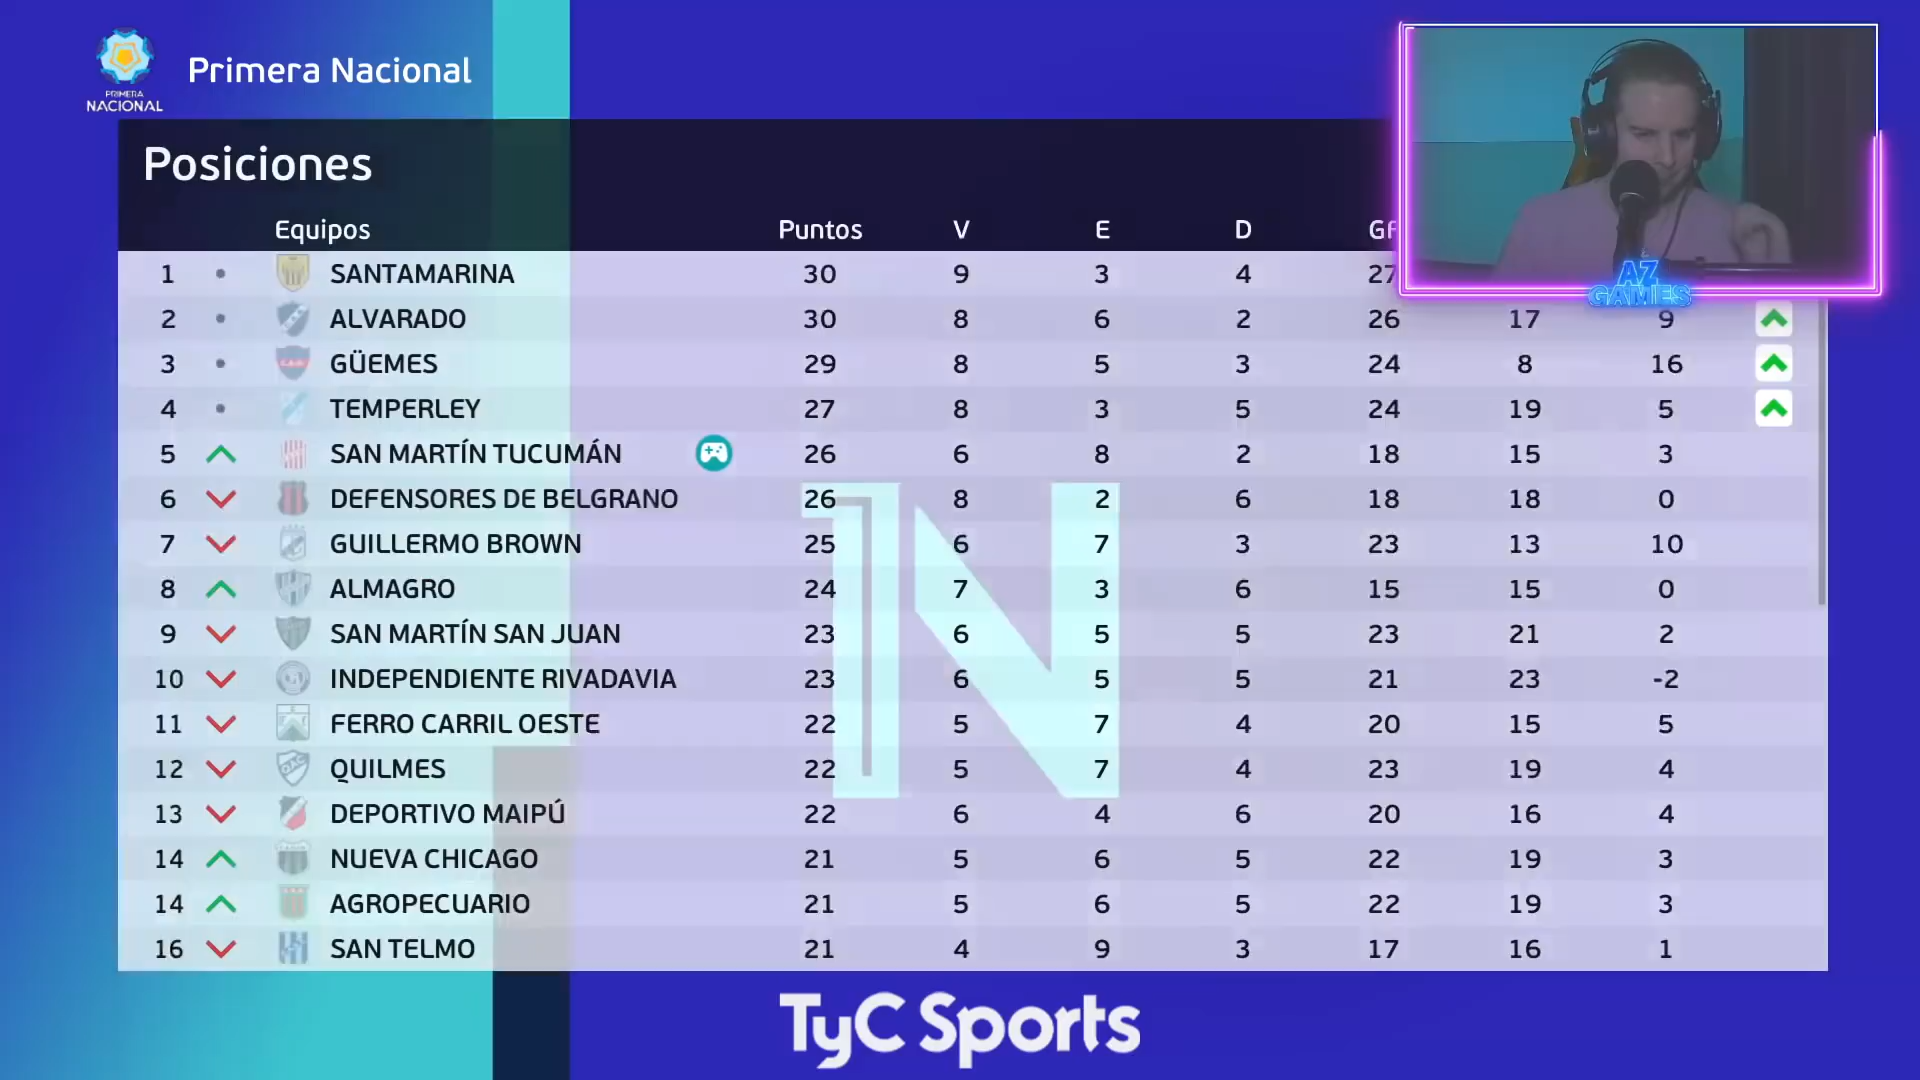 PRIMERA
NACIONAL
Primera Nacional
Posiciones
Equipos Puntos V E D GF
1 SANTAMARINA 30 9 3 4 27
2 ALVARADO 30 8 6 2 26 17 9
3 GÜEMES 29 8 5 3 24 8 16
4 TEMPERLEY 27 8 3 5 24 19 5
5 SAN MARTÍN TUCUMÁN 26 6 8 2 18 15 3
6 DEFENSORES DE BELGRANO 26 8 2 6 18 18 0
7 GUILLERMO BROWN 25 6 7 3 23 13 10
8 ALMAGRO 24 7 3 6 15 15 0
9 SAN MARTÍN SAN JUAN 23 6 5 5 23 21 2
10 INDEPENDIENTE RIVADAVIA 23 6 5 5 21 23 -2
11 FERRO CARRIL OESTE 22 5 7 4 20 15 5
12 QUILMES 22 5 7 4 23 19 4
13 DEPORTIVO MAIPÚ 22 6 4 6 20 16 4
14 NUEVA CHICAGO 21 5 6 5 22 19 3
14 AGROPECUARIO 21 5 6 5 22 19 3
16 SAN TELMO 21 4 9 3 17 16 1
AZ
GAMES
TyC Sports